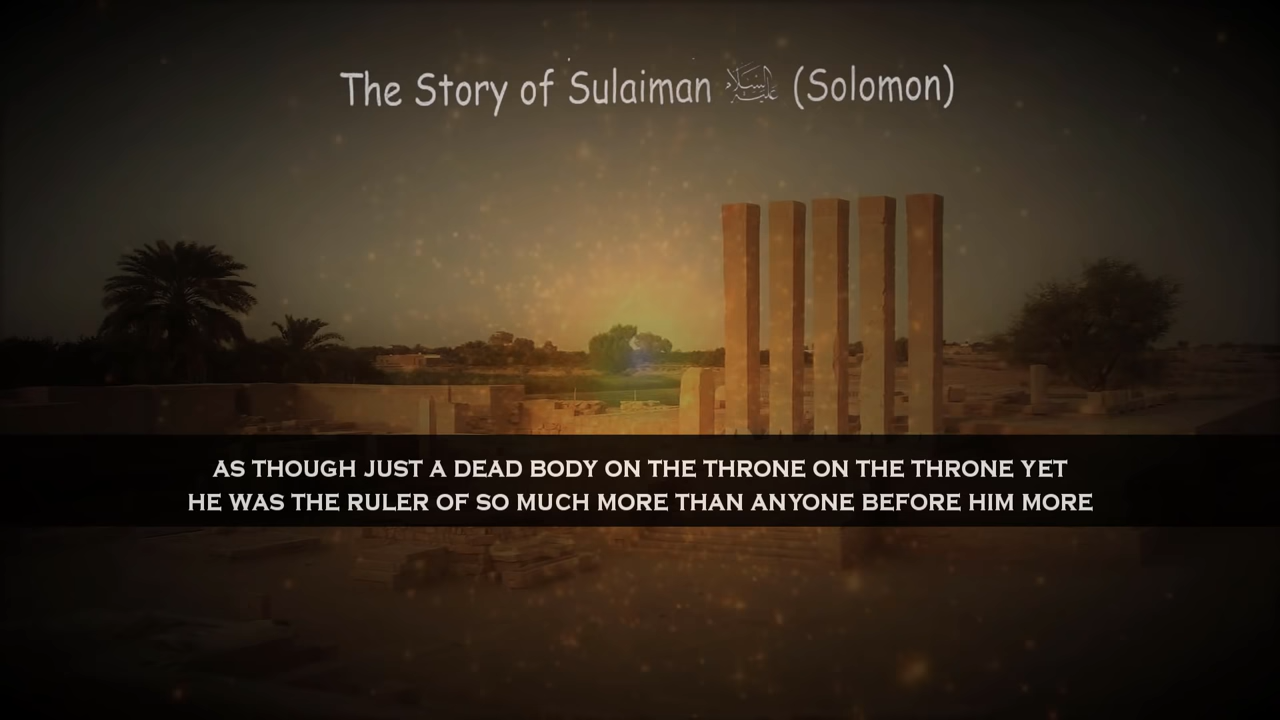 The Story of Sulaiman عليه السلام (Solomon)
AS THOUGH JUST A DEAD BODY ON THE THRONE ON THE THRONE YET
HE WAS THE RULER OF SO MUCH MORE THAN ANYONE BEFORE HIM MORE